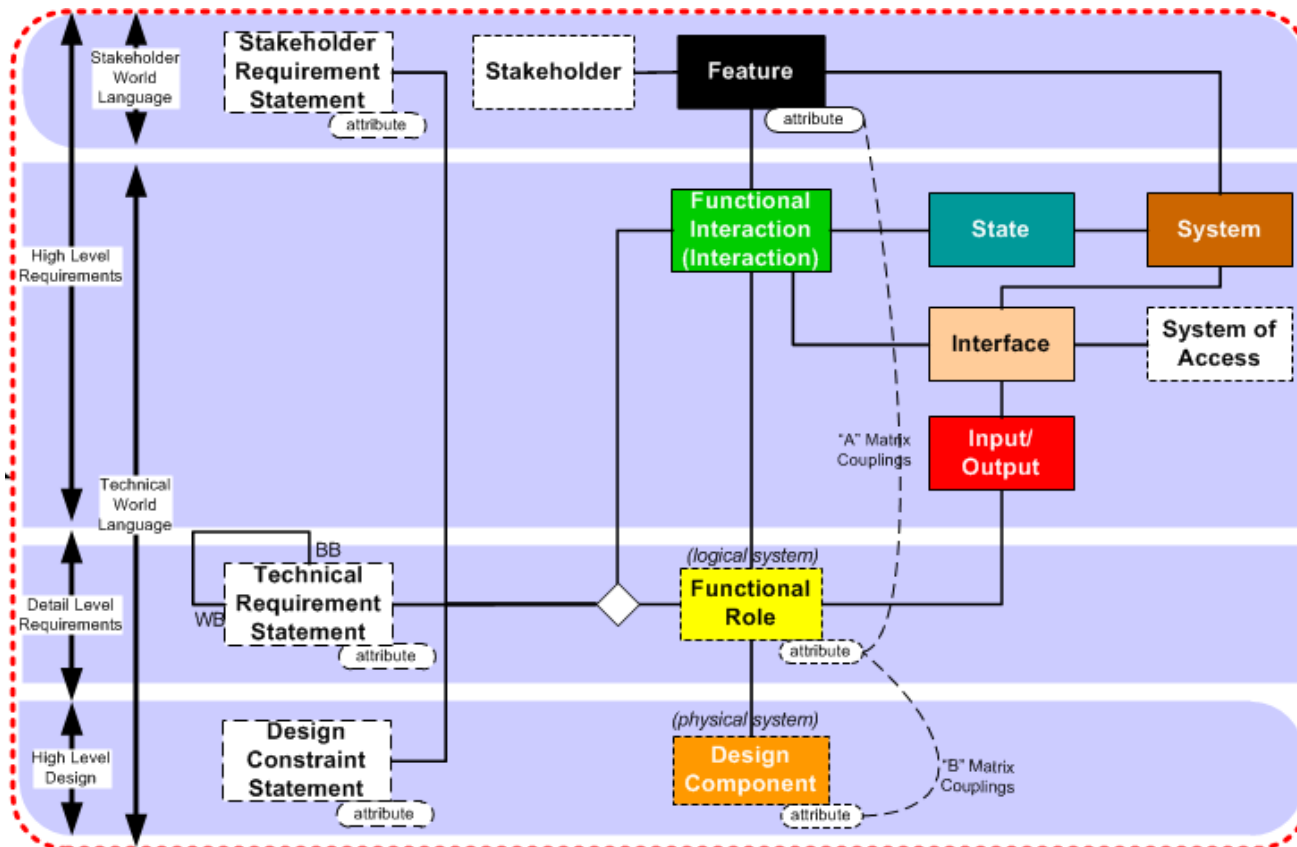 Stakeholder
World
Language
Stakeholder
Requirement
Statement
attribute
Stakeholder
Feature
attribute
High Level
Requirements
Functional
Interaction
(Interaction)
State
System
Interface
System of
Access
"A" Matrix
Couplings
Input/
Output
Technical
World
Language
BB
WB
Technical
Requirement
Statement
attribute
(logical system)
Functional
Role
attribute
Detail Level
Requirements
High Level
Design
Design
Constraint
Statement
attribute
(physical system)
Design
Component
attribute
"B" Matrix
Couplings